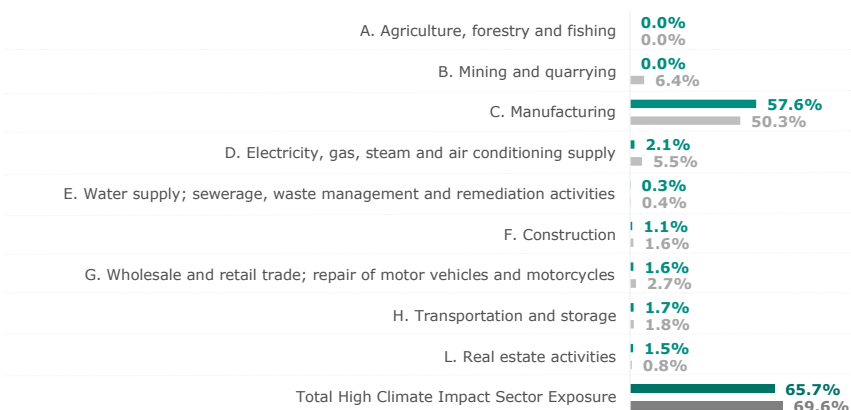 A. Agriculture, forestry and fishing 0.0%
0.0%
B. Mining and quarrying 0.0%
6.4%
C. Manufacturing 57.6%
50.3%
D. Electricity, gas, steam and air conditioning supply 2.1%
5.5%
E. Water supply; sewerage, waste management and remediation activities 0.3%
0.4%
F. Construction 1.1%
1.6%
G. Wholesale and retail trade; repair of motor vehicles and motorcycles 1.6%
2.7%
H. Transportation and storage 1.7%
1.8%
L. Real estate activities 1.5%
0.8%
Total High Climate Impact Sector Exposure 65.7%
69.6%